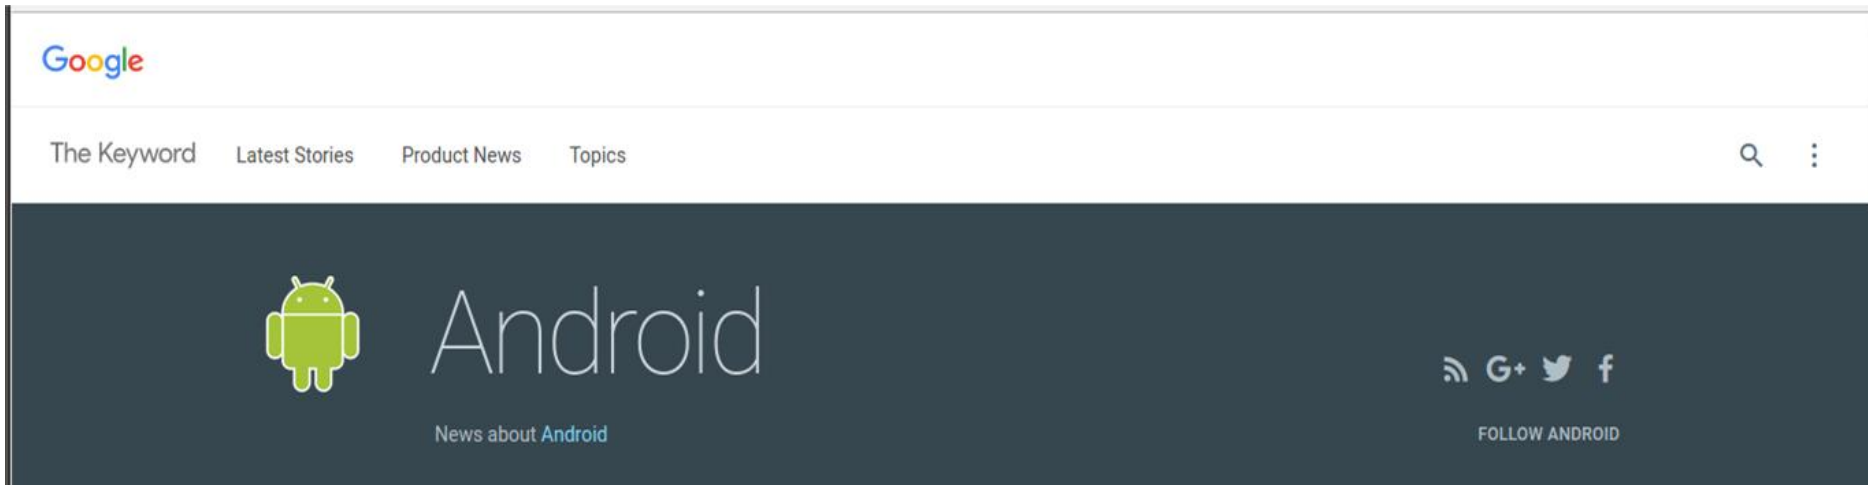 Google
The Keyword Latest Stories Product News Topics
Android
G+ f
News about Android
FOLLOW ANDROID